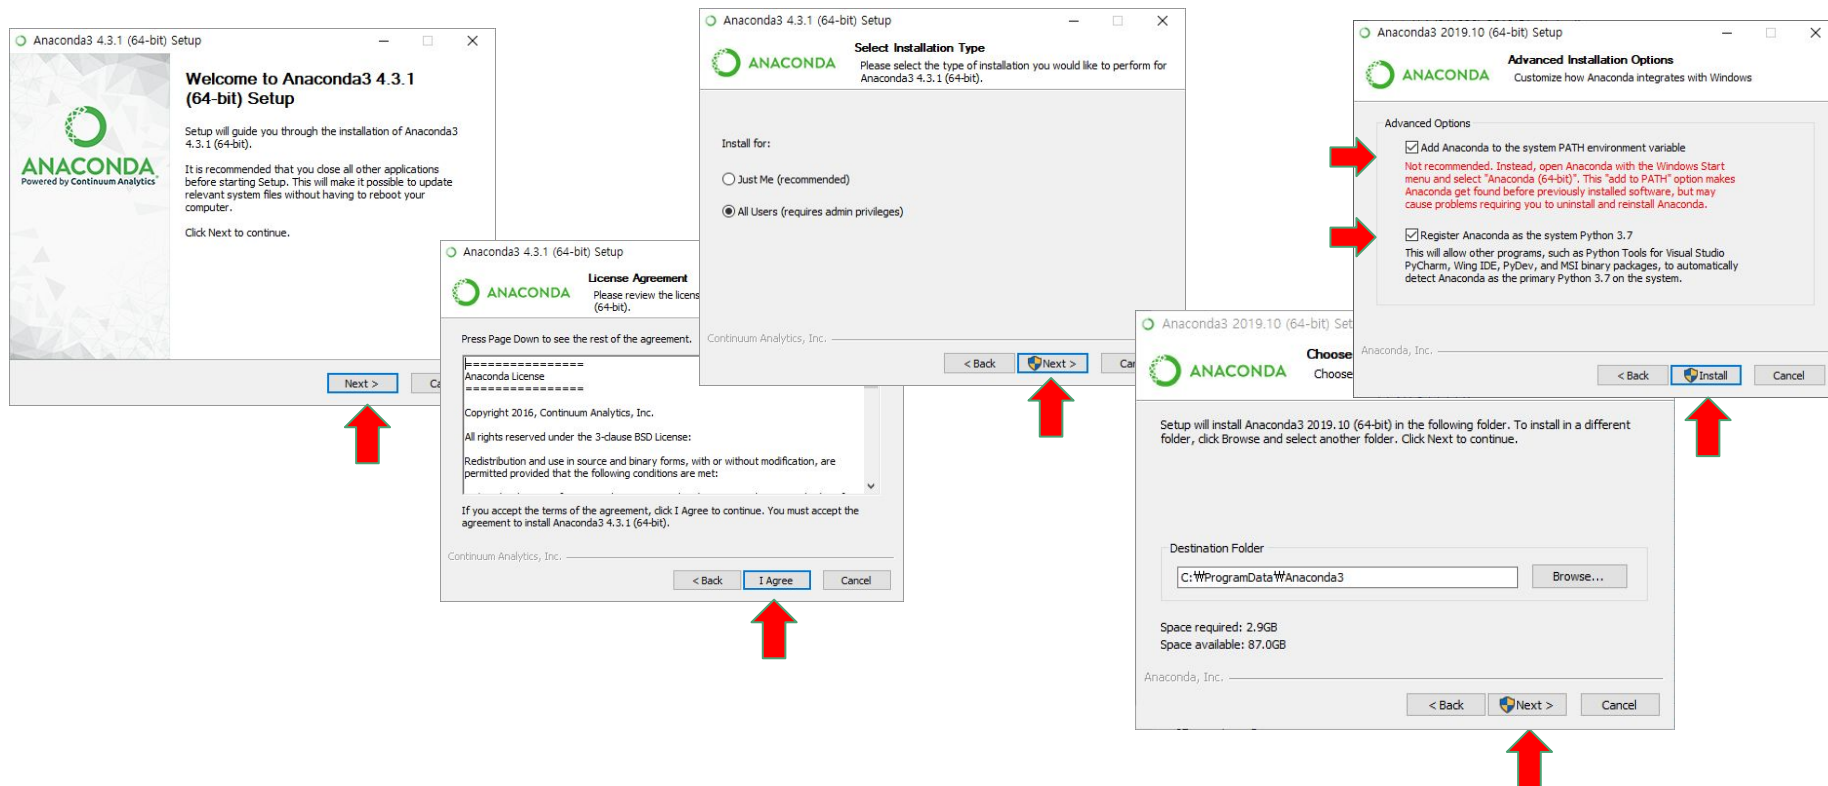 Anaconda3 4.3.1 (64-bit) Setup
ANACONDA
Powered by Continuum Analytics
Welcome to Anaconda3 4.3.1
(64-bit) Setup
Setup will guide you through the installation of Anaconda3
4.3.1 (64-bit).
It is recommended that you close all other applications
before starting Setup. This will make it possible to update
relevant system files without having to reboot your
computer.
Click Next to continue.
Next >
Ca
Anaconda3 4.3.1 (64-bit) Setup
ANACONDA
License Agreement
Please review the licens
(64-bit).
Press Page Down to see the rest of the agreement.
================
Anaconda License
================
Copyright 2016, Continuum Analytics, Inc.
All rights reserved under the 3-clause BSD License:
Redistribution and use in source and binary forms, with or without modification, are
permitted provided that the following conditions are met:
If you accept the terms of the agreement, click I Agree to continue. You must accept the
agreement to install Anaconda3 4.3.1 (64-bit).
Continuum Analytics, Inc.
< Back
I Agree
Cancel
Anaconda3 4.3.1 (64-bit) Setup
ANACONDA
Select Installation Type
Please select the type of installation you would like to perform for
Anaconda3 4.3.1 (64-bit).
Install for:
Just Me (recommended)
All Users (requires admin privileges)
Continuum Analytics, Inc.
< Back
Next >
Car
Anaconda3 2019.10 (64-bit) Set
ANACONDA
Choose
Choose
Setup will install Anaconda3 2019.10 (64-bit) in the following folder. To install in a different
folder, click Browse and select another folder. Click Next to continue.
Destination Folder
C:₩ProgramData₩Anaconda3
Browse...
Space required: 2.9GB
Space available: 87.0GB
Anaconda, Inc.
< Back
Next >
Cancel
Anaconda3 2019.10 (64-bit) Setup
ANACONDA
Advanced Installation Options
Customize how Anaconda integrates with Windows
Advanced Options
Add Anaconda to the system PATH environment variable
Not recommended. Instead, open Anaconda with the Windows Start
menu and select "Anaconda (64-bit)". This "add to PATH" option makes
Anaconda get found before previously installed software, but may
cause problems requiring you to uninstall and reinstall Anaconda.
Register Anaconda as the system Python 3.7
This will allow other programs, such as Python Tools for Visual Studio
PyCharm, Wing IDE, PyDev, and MSI binary packages, to automatically
detect Anaconda as the primary Python 3.7 on the system.
Anaconda, Inc.
< Back
Install
Cancel